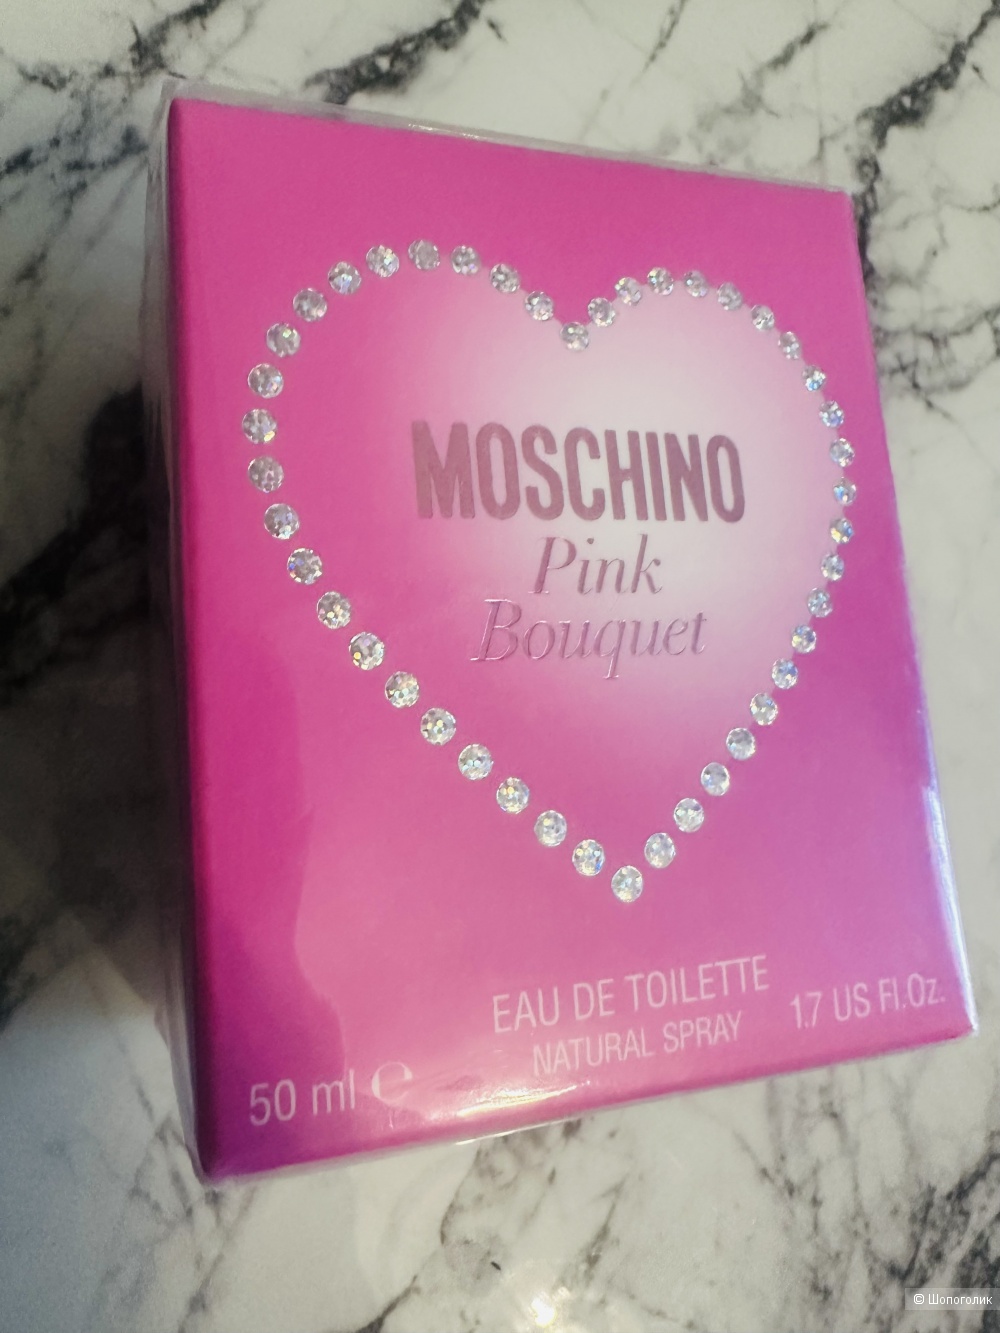 MOSCHINO
Pink
Bouquet
EAU DE TOILETTE
NATURAL SPRAY
1.7 US Fl.Oz.
50 ml ℮
© Шопоголик